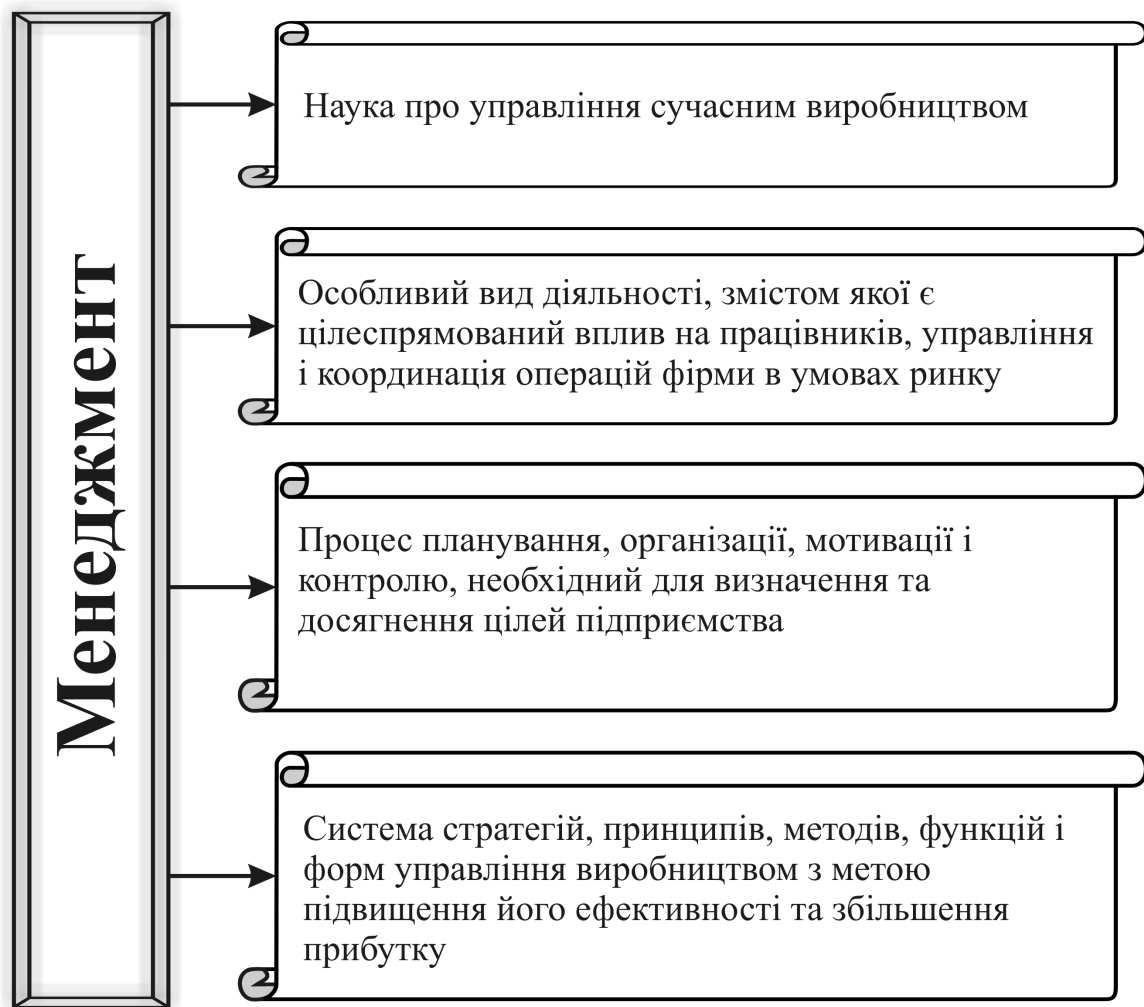 Менеджмент
Наука про управління сучасним виробництвом
Особливий вид діяльності, змістом якої є
цілеспрямований вплив на працівників, управління
і координація операцій фірми в умовах ринку
Процес планування, організації, мотивації і
контролю, необхідний для визначення та
досягнення цілей підприємства
Система стратегій, принципів, методів, функцій і
форм управління виробництвом з метою
підвищення його ефективності та збільшення
прибутку